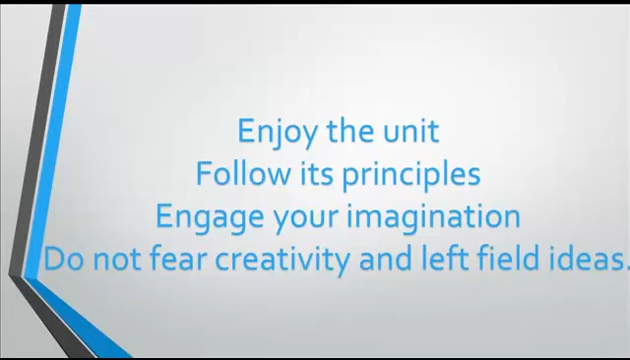 Enjoy the unit
Follow its principles
Engage your imagination
Do not fear creativity and left field ideas.